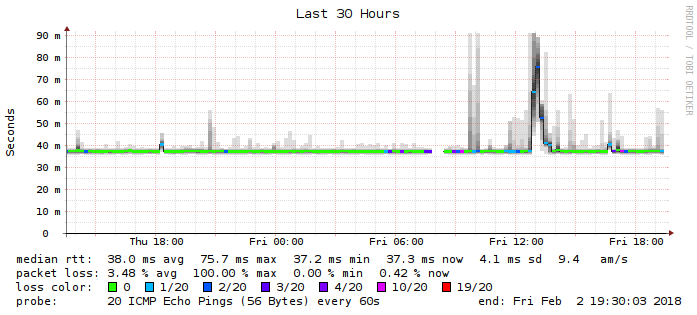 Last 30 Hours
RRDTOOL / TOBI OETIKER
Seconds
90 m
80 m
70 m
60 m
50 m
40 m
30 m
20 m
10 m
0
Thu 18:00 Fri 00:00 Fri 06:00 Fri 12:00 Fri 18:00
median rtt: 38.0 ms avg 75.7 ms max 37.2 ms min 37.3 ms now 4.1 ms sd 9.4 am/s
packet loss: 3.48 % avg 100.00 % max 0.00 % min 0.42 % now
loss color: 0 1/20 2/20 3/20 4/20 10/20 19/20
probe: 20 ICMP Echo Pings (56 Bytes) every 60s end: Fri Feb 2 19:30:03 2018